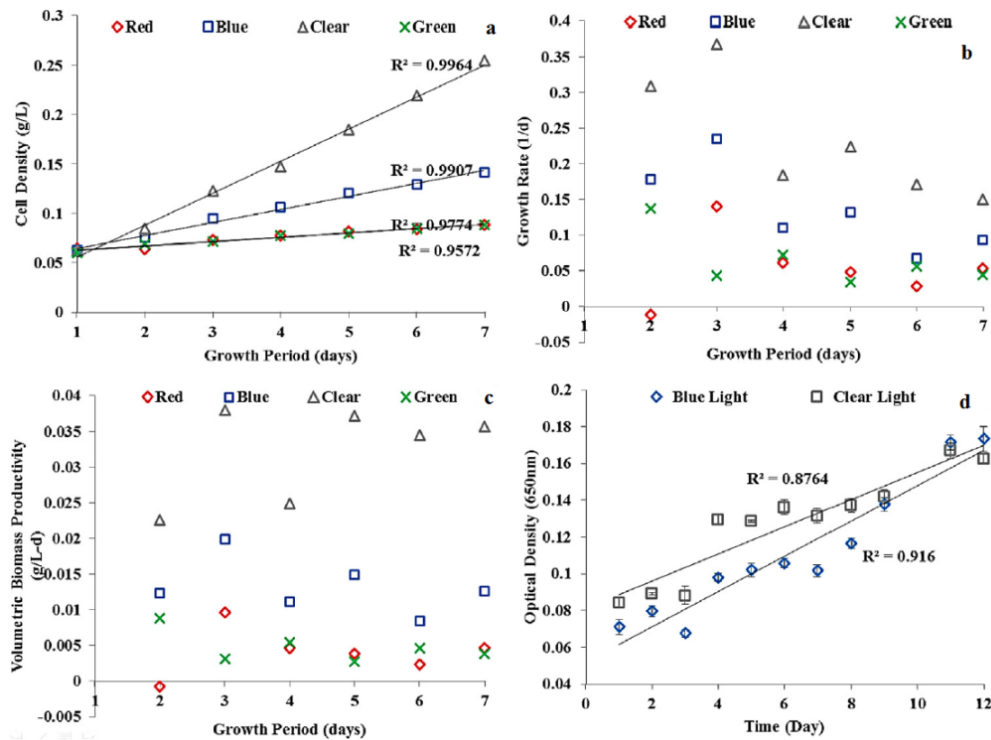 Red Blue Clear Green
a
0.3
0.25
0.2
0.15
0.1
0.05
0
Cell Density (g/L)
R² = 0.9964
R² = 0.9907
R² = 0.9774
R² = 0.9572
1 2 3 4 5 6 7
Growth Period (days)
Red Blue Clear Green
b
0.4
0.35
0.3
0.25
0.2
0.15
0.1
0.05
0
-0.05
Growth Rate (1/d)
1 2 3 4 5 6 7
Growth Period (days)
Red Blue Clear Green
c
0.04
0.035
0.03
0.025
0.02
0.015
0.01
0.005
0
-0.005
Volumetric Biomass Productivity
(g/L-d)
1 2 3 4 5 6 7
Growth Period (days)
Blue Light Clear Light
d
0.2
0.18
0.16
0.14
0.12
0.1
0.08
0.06
0.04
Optical Density (650nm)
R² = 0.8764
R² = 0.916
0 2 4 6 8 10 12
Time (Day)